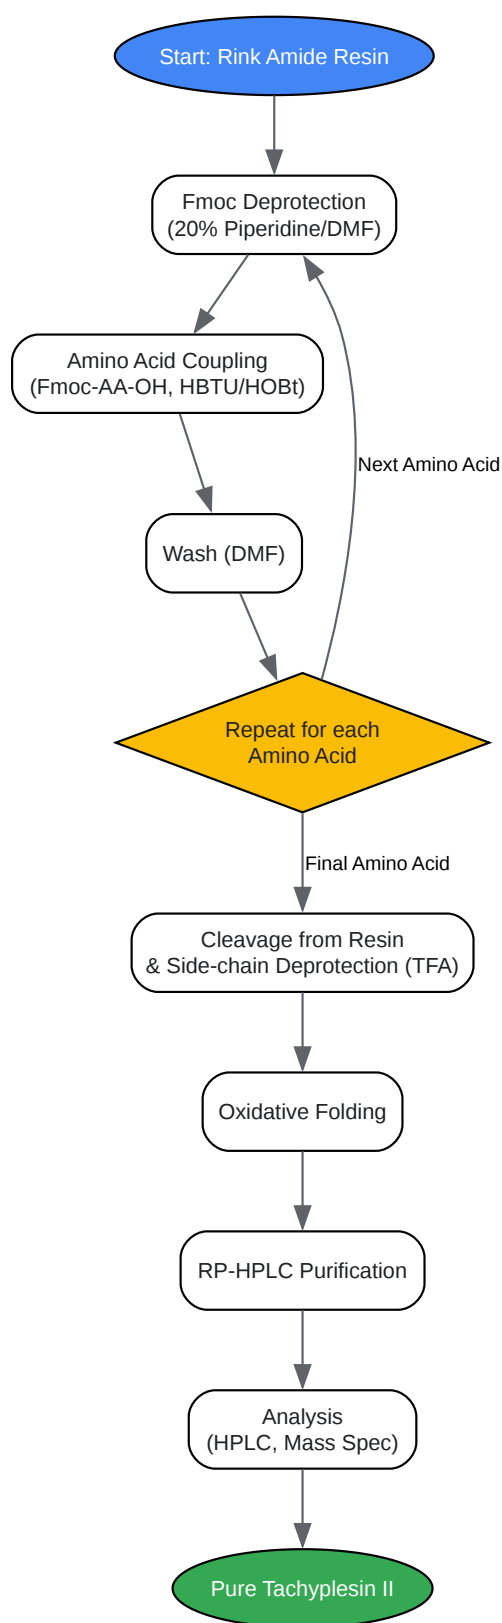 Start: Rink Amide Resin
Fmoc Deprotection
(20% Piperidine/DMF)
Amino Acid Coupling
(Fmoc-AA-OH, HBTU/HOBt)
Next Amino Acid
Wash (DMF)
Repeat for each
Amino Acid
Final Amino Acid
Cleavage from Resin
& Side-chain Deprotection (TFA)
Oxidative Folding
RP-HPLC Purification
Analysis
(HPLC, Mass Spec)
Pure Tachyplesin II